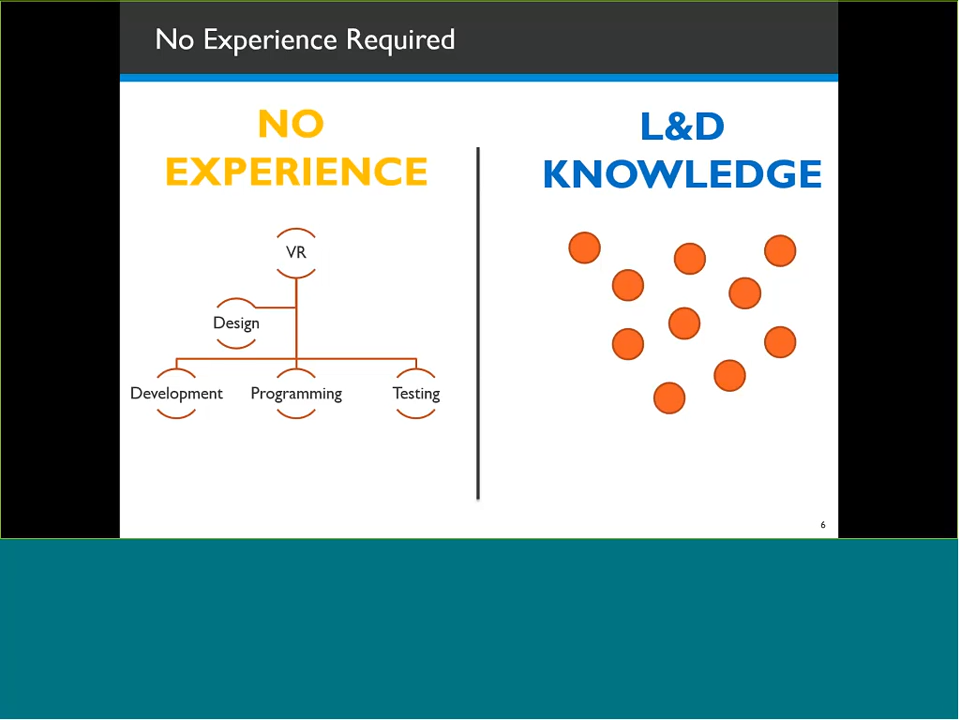 No Experience Required
NO
EXPERIENCE
VR
Design
Development
Programming
Testing
L&D
KNOWLEDGE
6